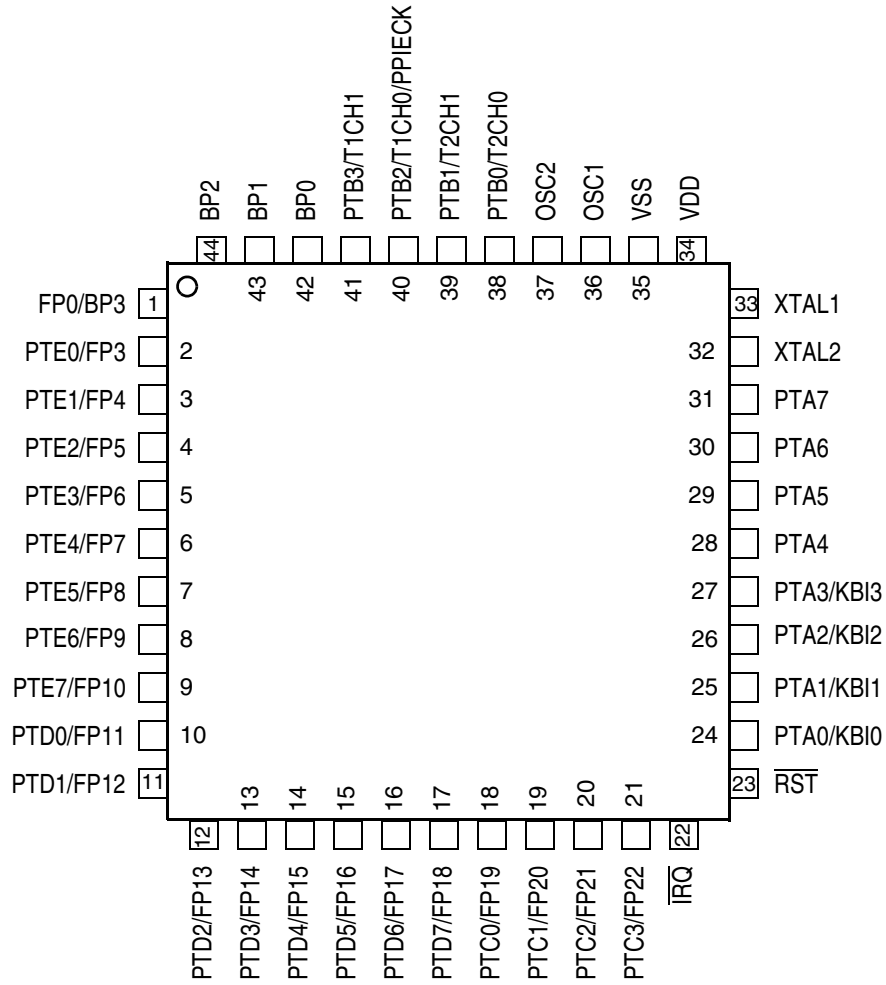 BP2
BP1
BP0
PTB3/T1CH1
PTB2/T1CH0/PPIECK
PTB1/T2CH1
PTB0/T2CH0
OSC2
OSC1
VSS
VDD
44
43
42
41
40
39
38
37
36
35
34
FP0/BP3 1
PTE0/FP3 2
PTE1/FP4 3
PTE2/FP5 4
PTE3/FP6 5
PTE4/FP7 6
PTE5/FP8 7
PTE6/FP9 8
PTE7/FP10 9
PTD0/FP11 10
PTD1/FP12 11
33 XTAL1
32 XTAL2
31 PTA7
30 PTA6
29 PTA5
28 PTA4
27 PTA3/KBI3
26 PTA2/KBI2
25 PTA1/KBI1
24 PTA0/KBI0
23 RST
12
13
14
15
16
17
18
19
20
21
22
PTD2/FP13
PTD3/FP14
PTD4/FP15
PTD5/FP16
PTD6/FP17
PTD7/FP18
PTC0/FP19
PTC1/FP20
PTC2/FP21
PTC3/FP22
IRQ